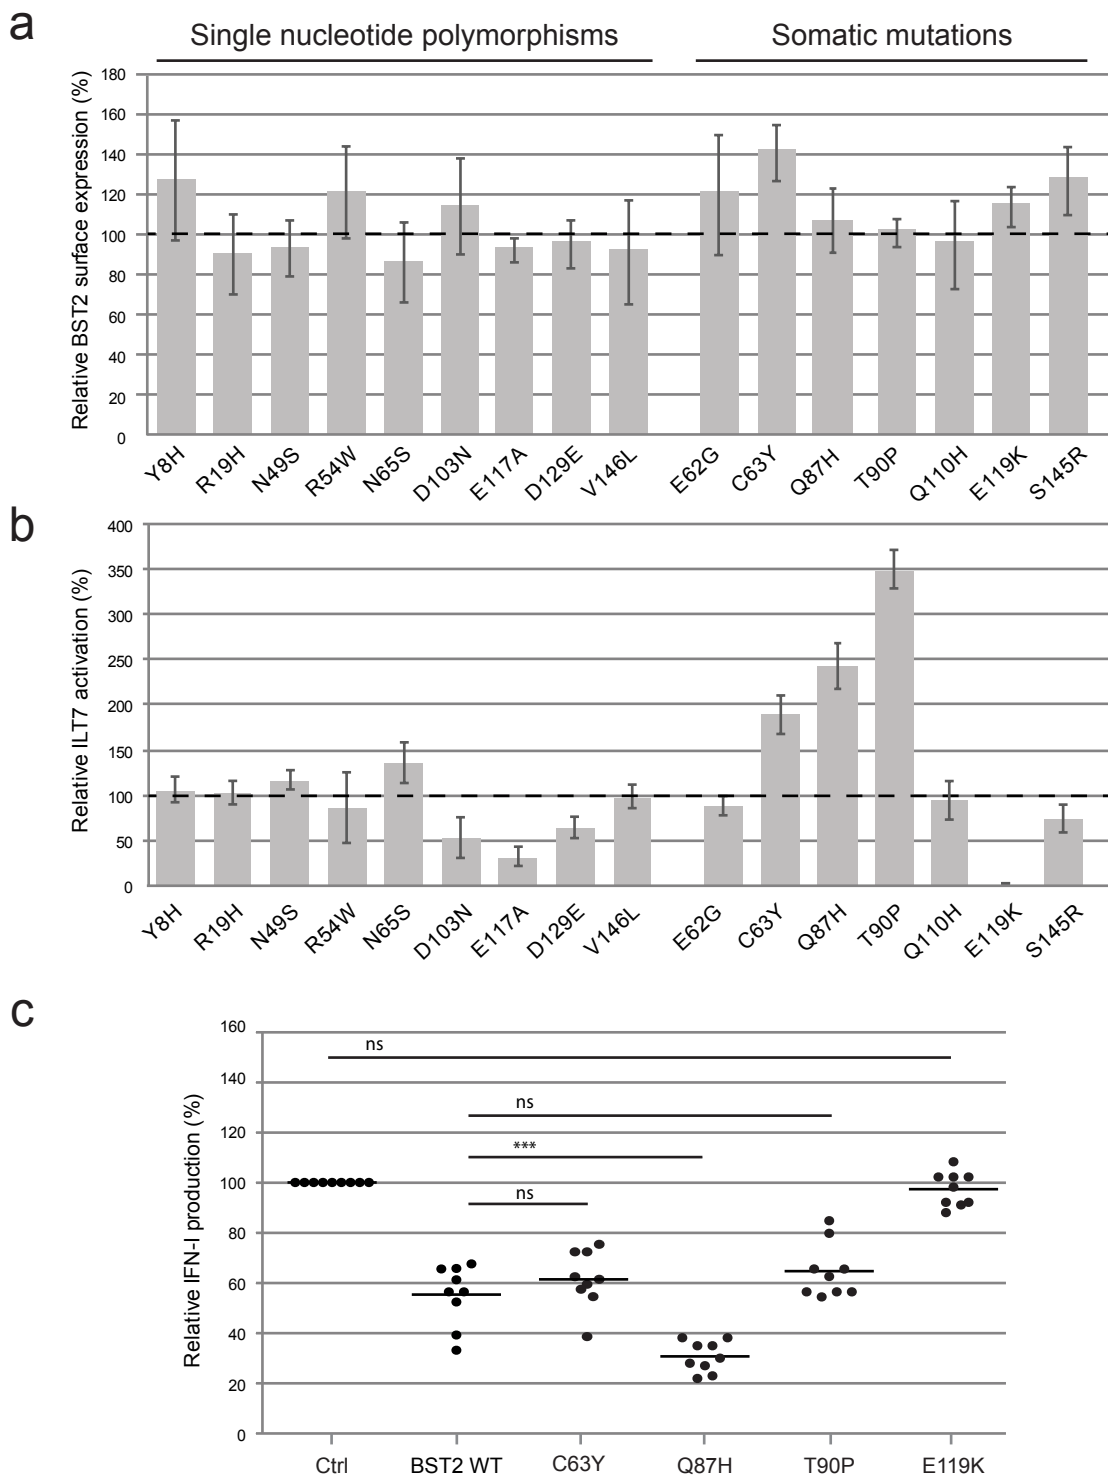 a
Single nucleotide polymorphisms Somatic mutations
Relative BST2 surface expression (%)
180
160
140
120
100
80
60
40
20
0
Y8H R19H N49S R54W N65S D103N E117A D129E V146L E62G C63Y Q87H T90P Q110H E119K S145R
b
Relative ILT7 activation (%)
400
350
300
250
200
150
100
50
0
Y8H R19H N49S R54W N65S D103N E117A D129E V146L E62G C63Y Q87H T90P Q110H E119K S145R
c
Relative IFN-I production (%)
160
140
120
100
80
60
40
20
0
ns
ns
***
ns
Ctrl BST2 WT C63Y Q87H T90P E119K